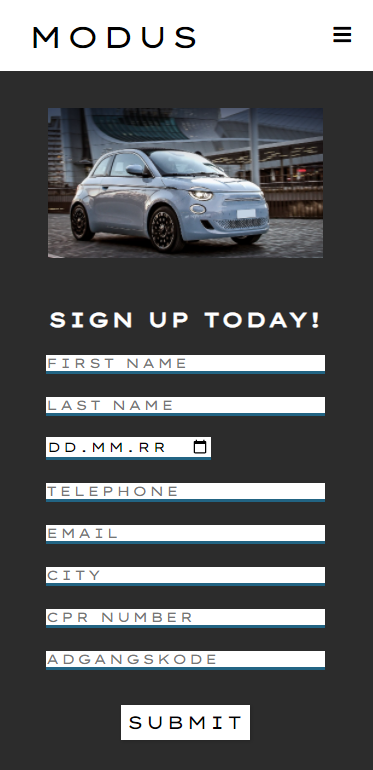 MODUS
SIGN UP TODAY!
FIRST NAME
LAST NAME
DD.MM.RR
TELEPHONE
EMAIL
CITY
CPR NUMBER
ADGANGSKODE
SUBMIT